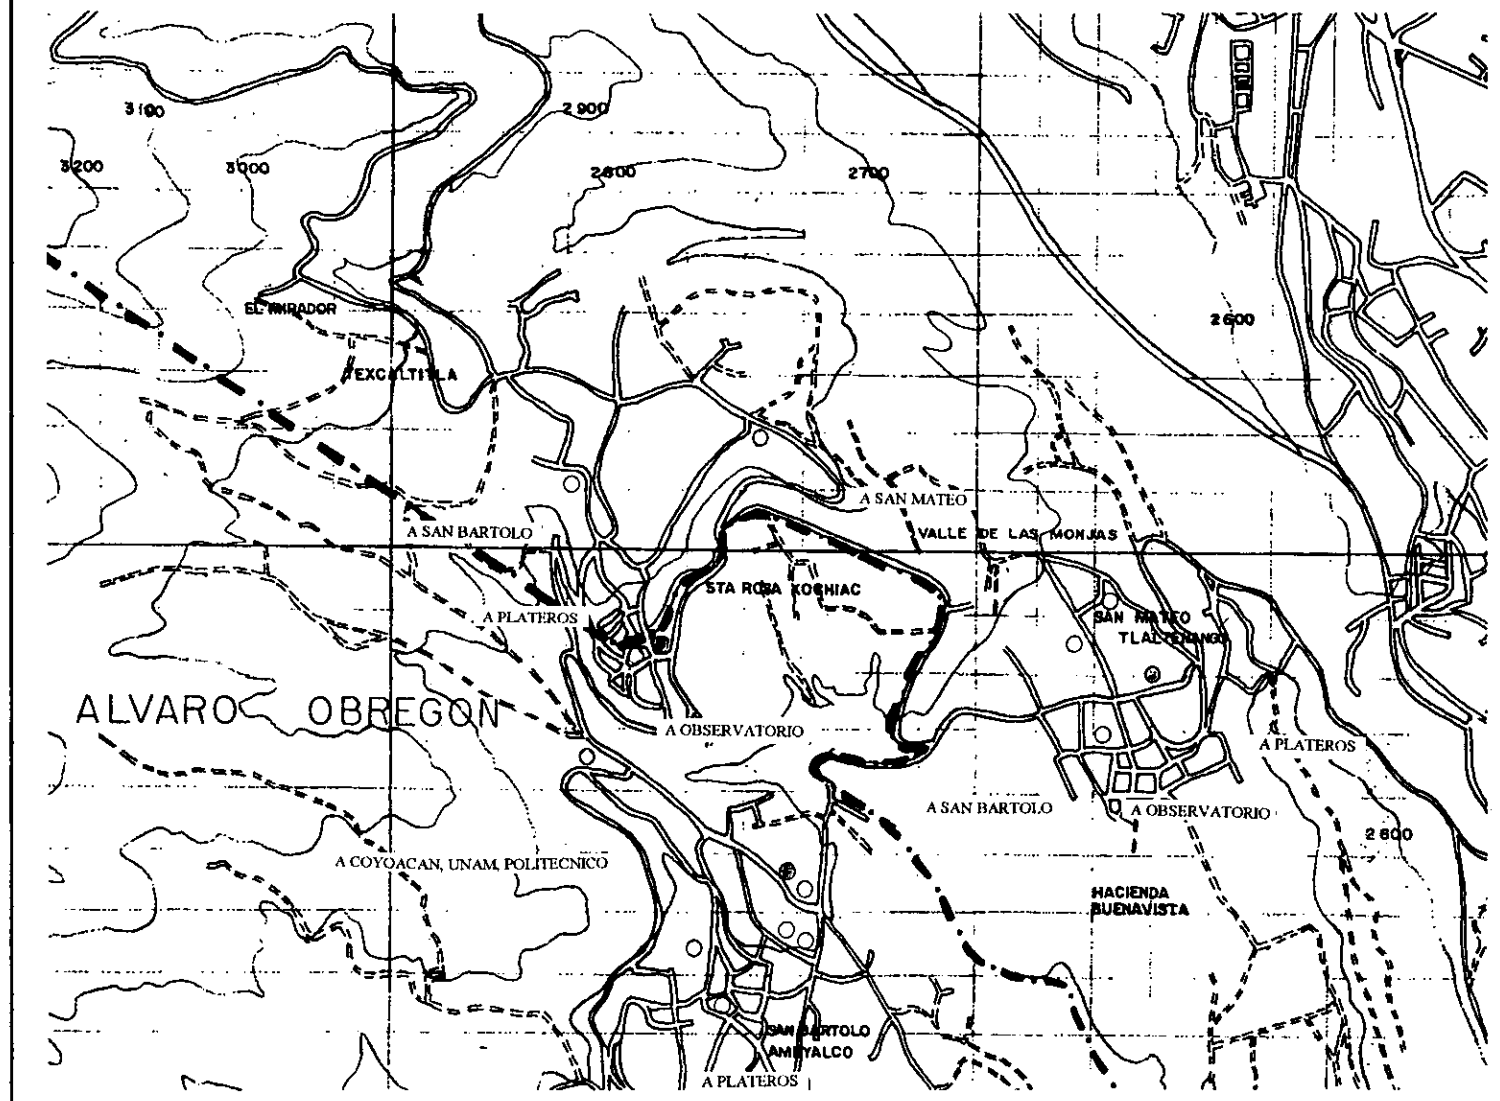 3100
2900
3200
3000
2800
2700
EL MIRADOR
2600
TEXCALTITLA
A SAN MATEO
A SAN BARTOLO
VALLE DE LAS MONJAS
STA ROSA XOCHIAC
A PLATEROS
SAN MATEO
TLALTENANGO
ALVARO OBREGON
A OBSERVATORIO
A PLATEROS
A SAN BARTOLO
A OBSERVATORIO
2600
A COYOACAN, UNAM, POLITECNICO
HACIENDA
BUENAVISTA
SAN BARTOLO
AMEYALCO
A PLATEROS